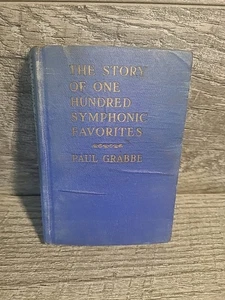 THE STORY
OF ONE
HUNDRED
SYMPHONIC
FAVORITES
PAUL GRABBE